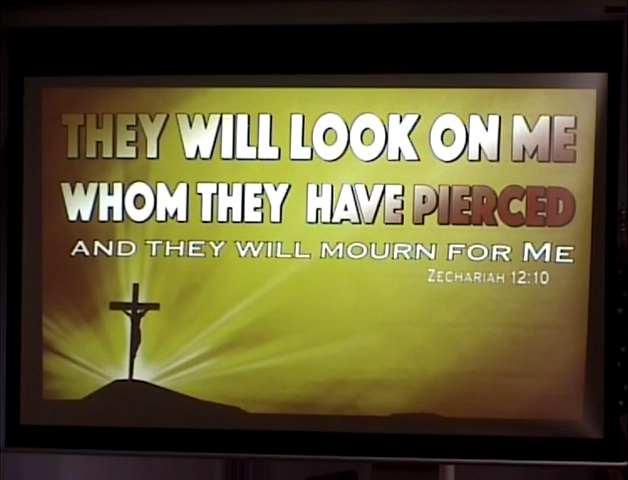 THEY WILL LOOK ON ME
WHOM THEY HAVE PIERCED
AND THEY WILL MOURN FOR ME
ZECHARIAH 12:10